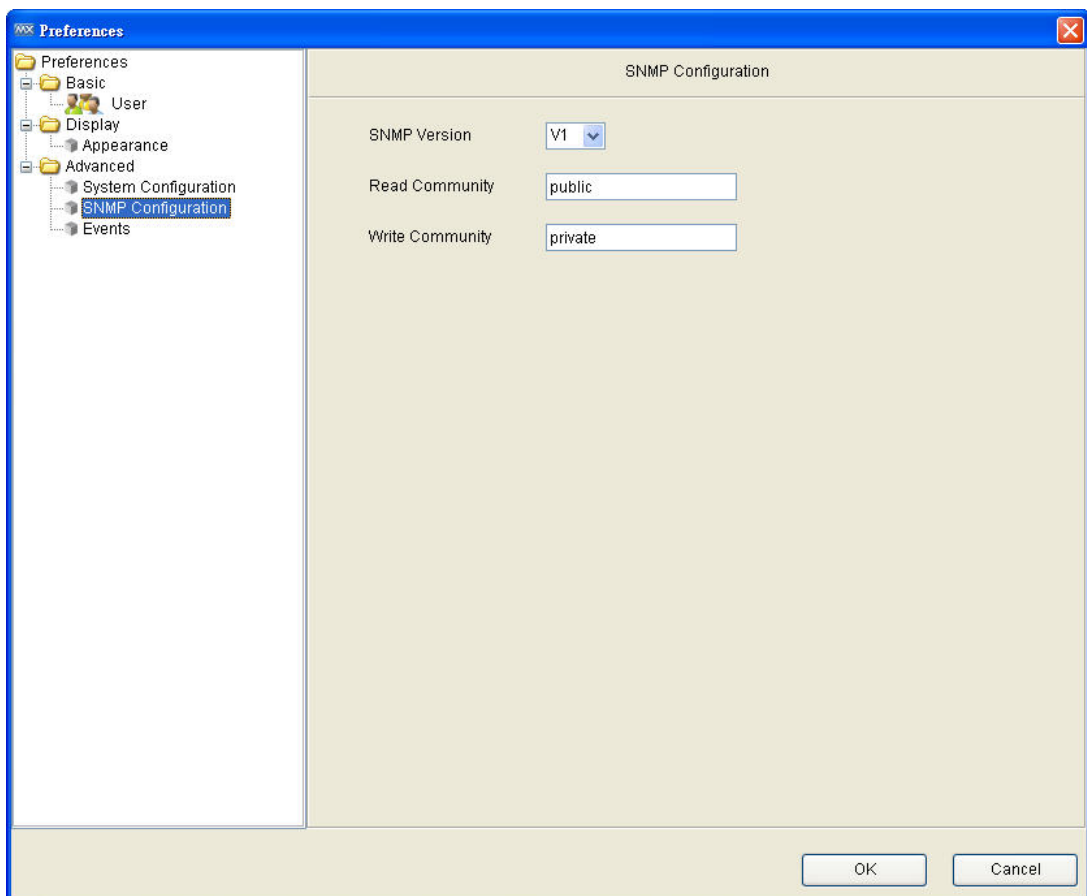 MX Preferences
Preferences
Basic
User
Display
Appearance
Advanced
System Configuration
SNMP Configuration
Events
SNMP Configuration
SNMP Version V1
Read Community public
Write Community private
OK Cancel